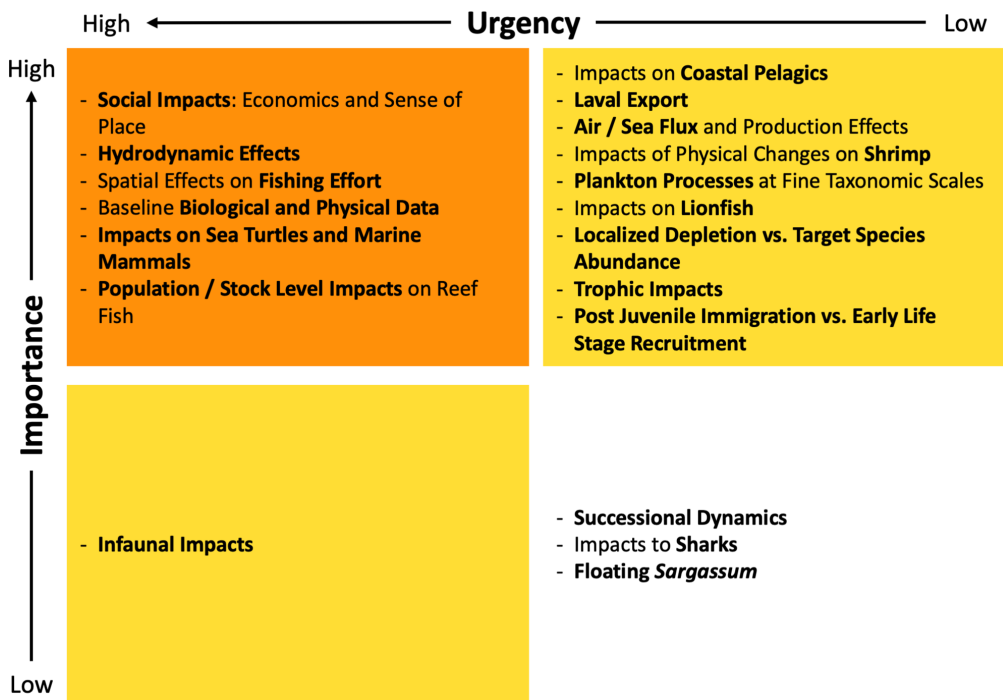 High Urgency Low
High
- Social Impacts: Economics and Sense of
Place
- Hydrodynamic Effects
- Spatial Effects on Fishing Effort
- Baseline Biological and Physical Data
- Impacts on Sea Turtles and Marine
Mammals
- Population / Stock Level Impacts on Reef
Fish
- Impacts on Coastal Pelagics
- Laval Export
- Air / Sea Flux and Production Effects
- Impacts of Physical Changes on Shrimp
- Plankton Processes at Fine Taxonomic Scales
- Impacts on Lionfish
- Localized Depletion vs. Target Species
Abundance
- Trophic Impacts
- Post Juvenile Immigration vs. Early Life
Stage Recruitment
Importance
- Infaunal Impacts
- Successional Dynamics
- Impacts to Sharks
- Floating Sargassum
Low